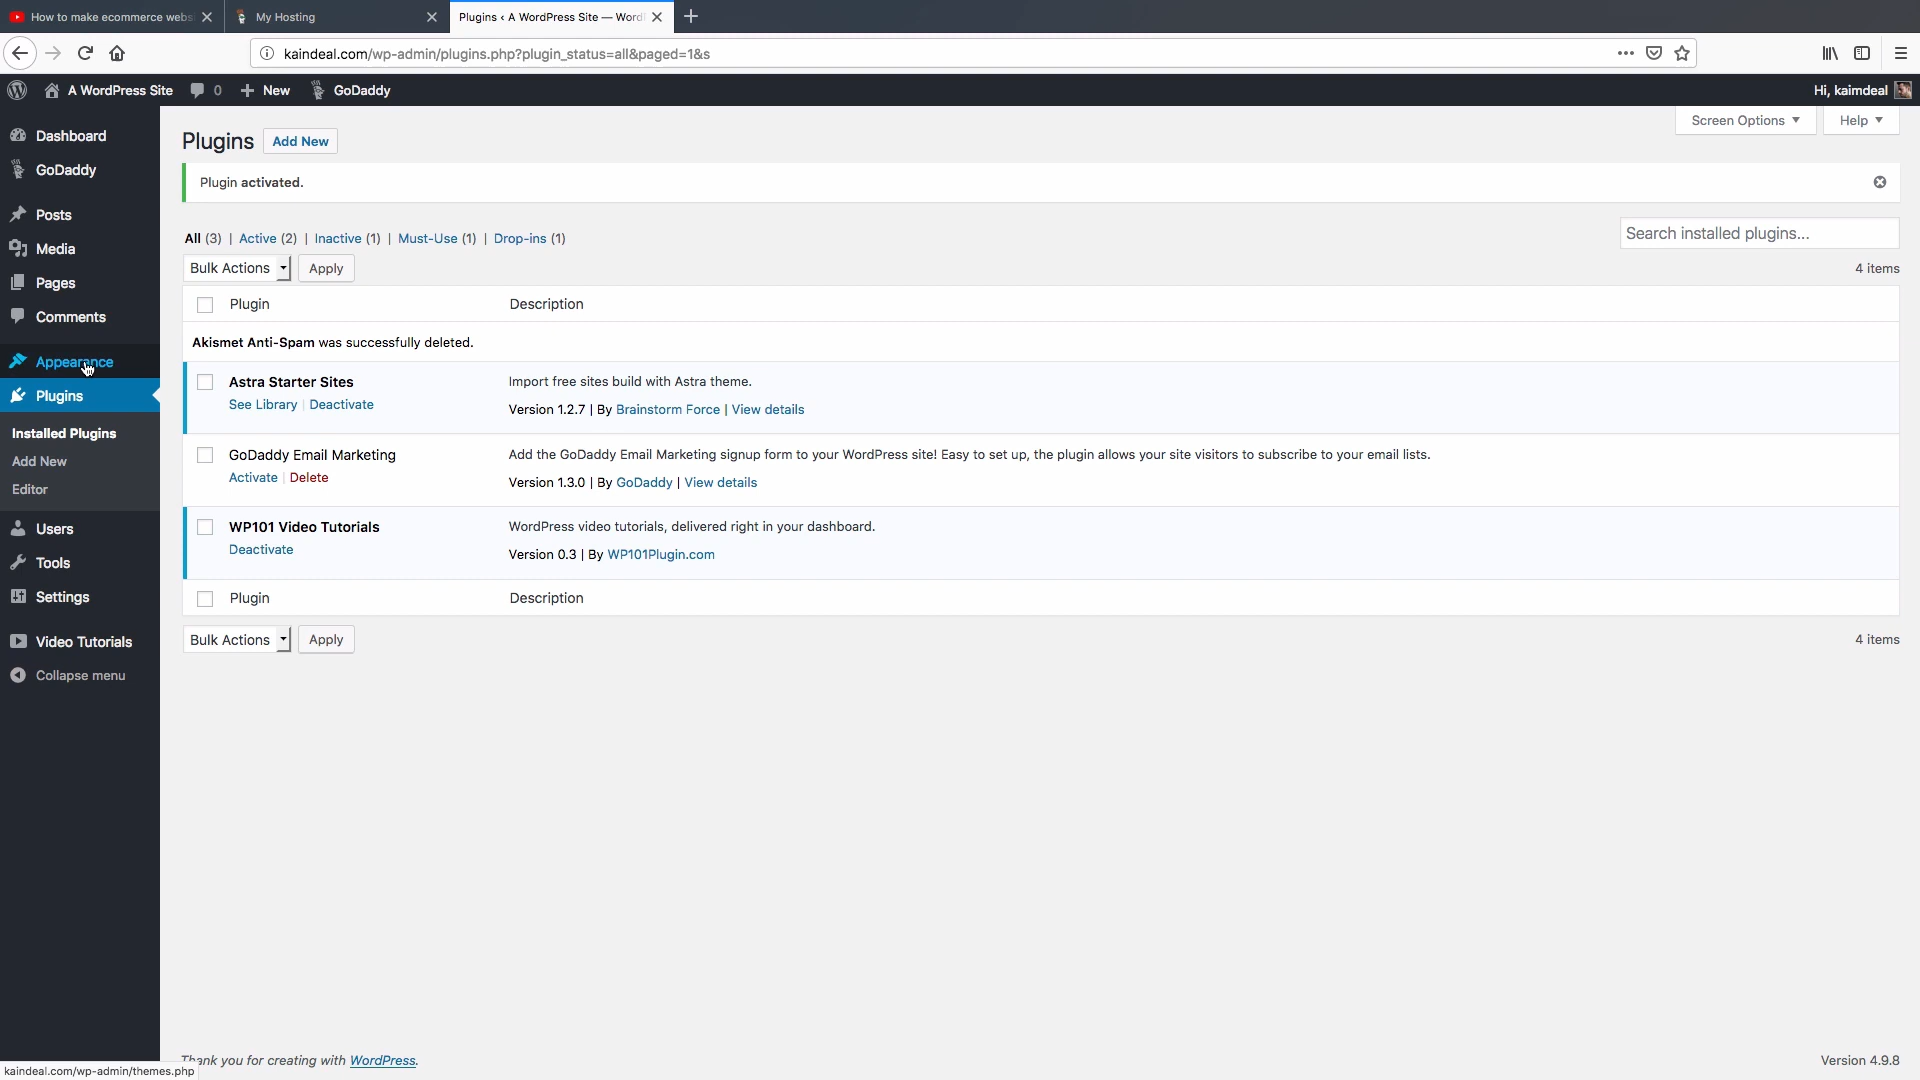 How to make ecommerce webs
My Hosting
Plugins ‹ A WordPress Site — Word
kaindeal.com/wp-admin/plugins.php?plugin_status=all&paged=1&s
A WordPress Site
0
New
GoDaddy
Hi, kaimdeal
Dashboard
GoDaddy
Posts
Media
Pages
Comments
Appearance
Plugins
Installed Plugins
Add New
Editor
Users
Tools
Settings
Video Tutorials
Collapse menu
Screen Options
Help
Plugins
Add New
Plugin activated.
All (3) | Active (2) | Inactive (1) | Must-Use (1) | Drop-ins (1)
Search installed plugins...
Bulk Actions
Apply
4 items
Plugin
Description
Akismet Anti-Spam was successfully deleted.
Astra Starter Sites
Import free sites build with Astra theme.
See Library | Deactivate
Version 1.2.7 | By Brainstorm Force | View details
GoDaddy Email Marketing
Add the GoDaddy Email Marketing signup form to your WordPress site! Easy to set up, the plugin allows your site visitors to subscribe to your email lists.
Activate | Delete
Version 1.3.0 | By GoDaddy | View details
WP101 Video Tutorials
WordPress video tutorials, delivered right in your dashboard.
Deactivate
Version 0.3 | By WP101Plugin.com
Plugin
Description
Bulk Actions
Apply
4 items
Thank you for creating with WordPress.
Version 4.9.8
kaindeal.com/wp-admin/themes.php